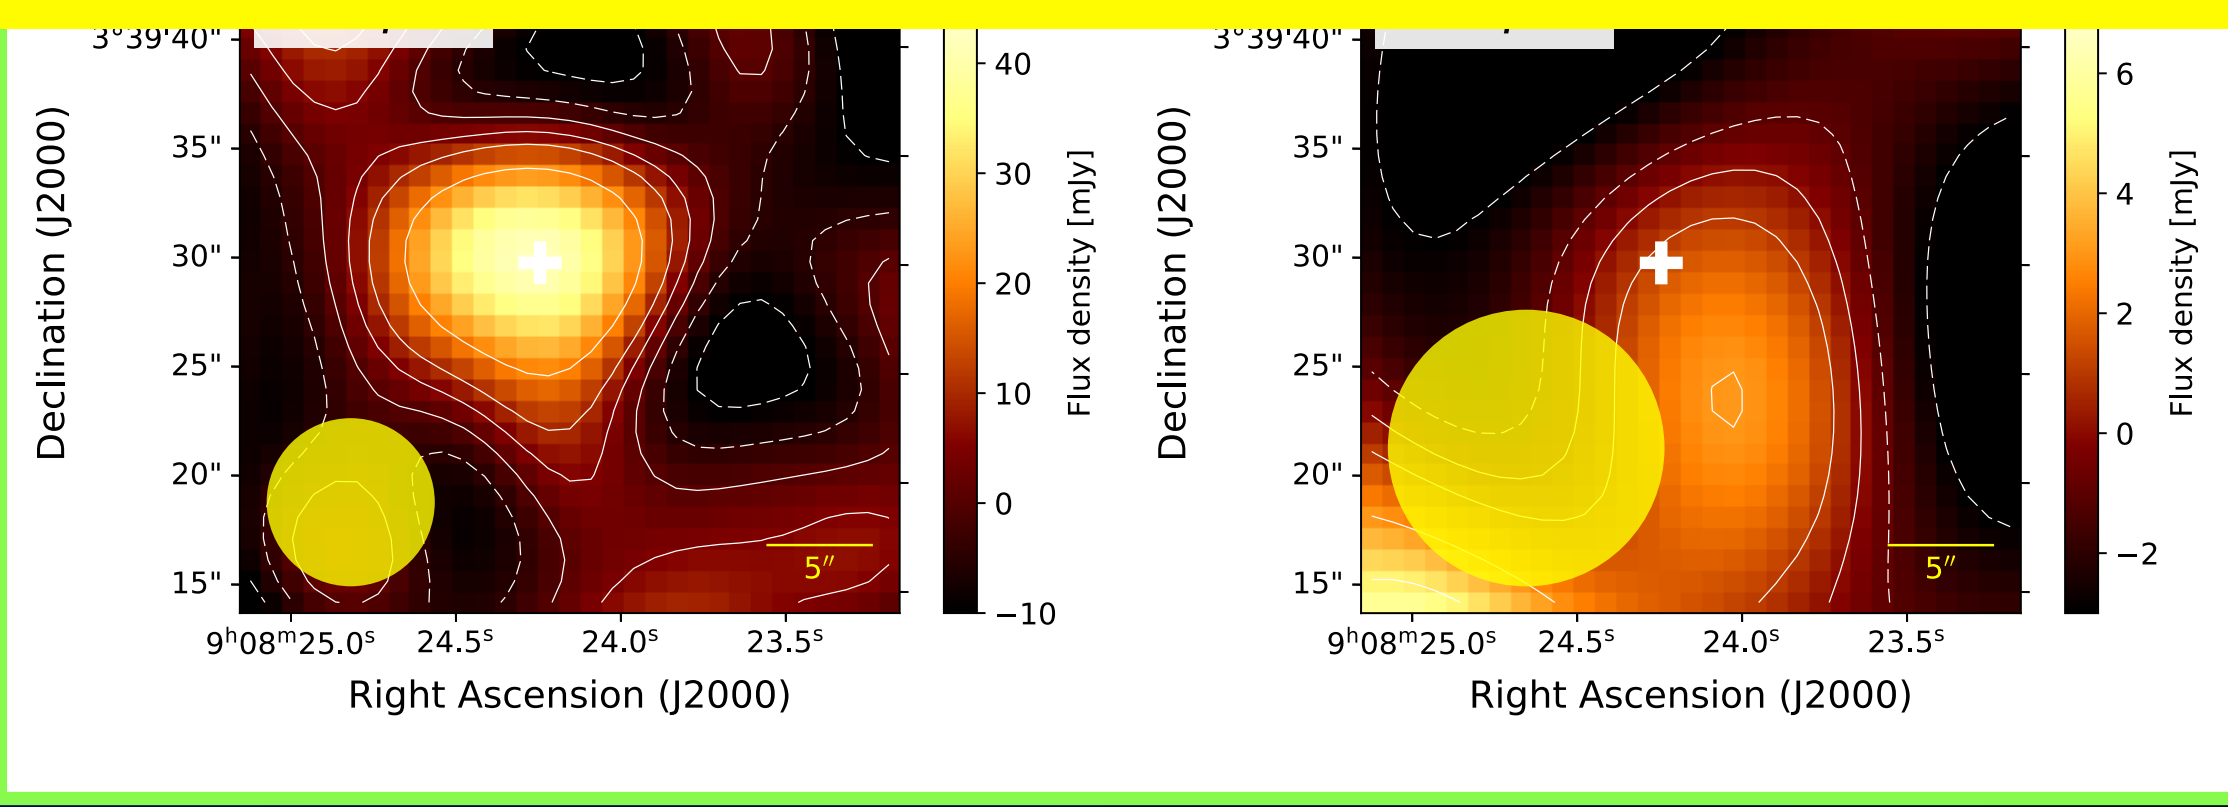 3°39'40"
35"
30"
25"
20"
15"
Declination (J2000)
9ʰ08ᵐ25.0ˢ
24.5ˢ
24.0ˢ
23.5ˢ
Right Ascension (J2000)
5″
40
30
20
10
0
−10
Flux density [mJy]
3°39'40"
35"
30"
25"
20"
15"
Declination (J2000)
9ʰ08ᵐ25.0ˢ
24.5ˢ
24.0ˢ
23.5ˢ
Right Ascension (J2000)
5″
6
4
2
0
−2
Flux density [mJy]